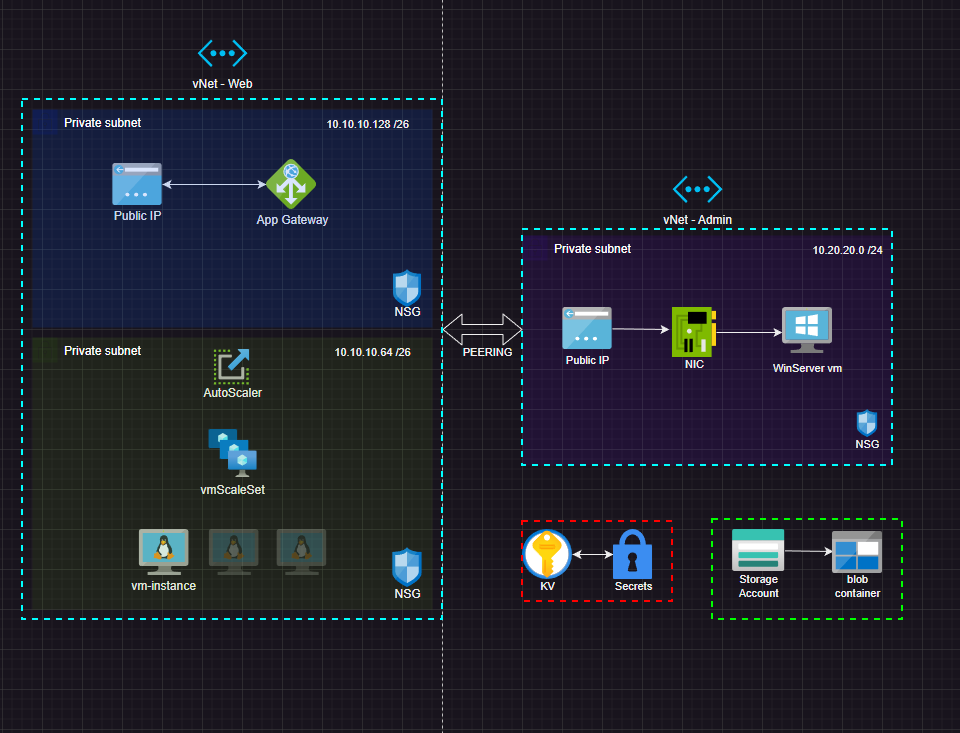 vNet - Web
Private subnet
10.10.10.128 /26
Public IP
App Gateway
NSG
Private subnet
10.10.10.64 /26
AutoScaler
vmScaleSet
vm-instance
NSG
PEERING
vNet - Admin
Private subnet
10.20.20.0 /24
Public IP
NIC
WinServer vm
NSG
KV
Secrets
Storage
Account
blob
container